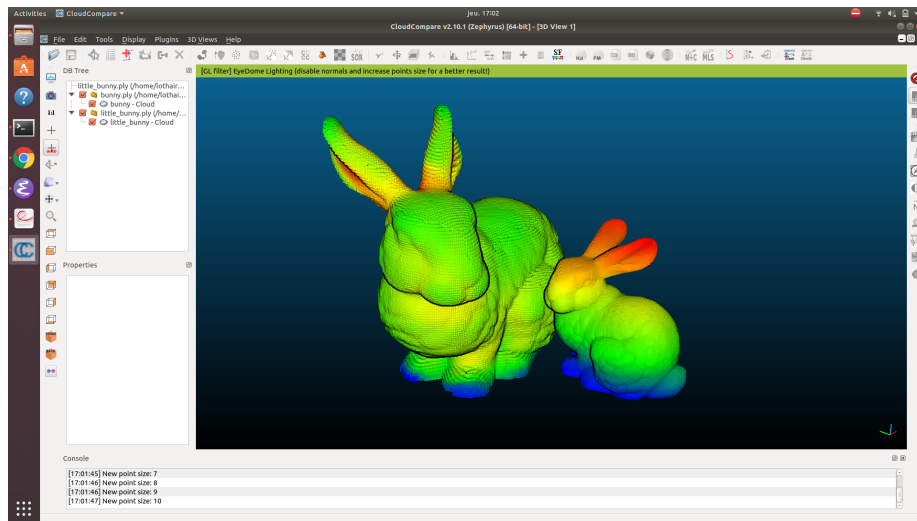 Activities CloudCompare jeu. 17:02
CloudCompare v2.10.1 (Zephyrus) [64-bit] - [3D View 1]
File Edit Tools Display Plugins 3D Views Help
SOR SF N+C MLS
DB Tree
[GL filter] EyeDome Lighting (disable normals and increase points size for a better result!)
little_bunny.ply (/home/lothair...
bunny.ply (/home/lothai...
bunny - Cloud
little_bunny.ply (/home/...
little_bunny - Cloud
1:1
Properties
Console
[17:01:45] New point size: 7
[17:01:46] New point size: 8
[17:01:46] New point size: 9
[17:01:47] New point size: 10